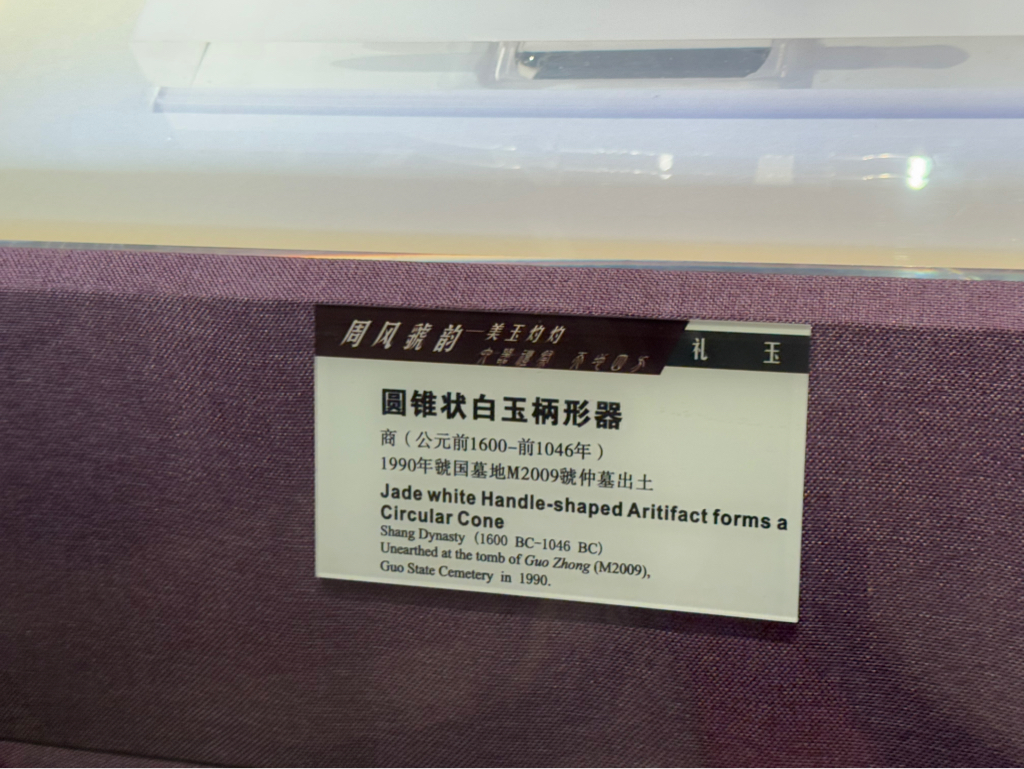 周风虢韵—美玉灼灼
礼 玉
圆锥状白玉柄形器
商（公元前1600-前1046年）
1990年虢国墓地M2009虢仲墓出土
Jade white Handle-shaped Aritifact forms a
Circular Cone
Shang Dynasty (1600 BC-1046 BC)
Unearthed at the tomb of Guo Zhong (M2009),
Guo State Cemetery in 1990.